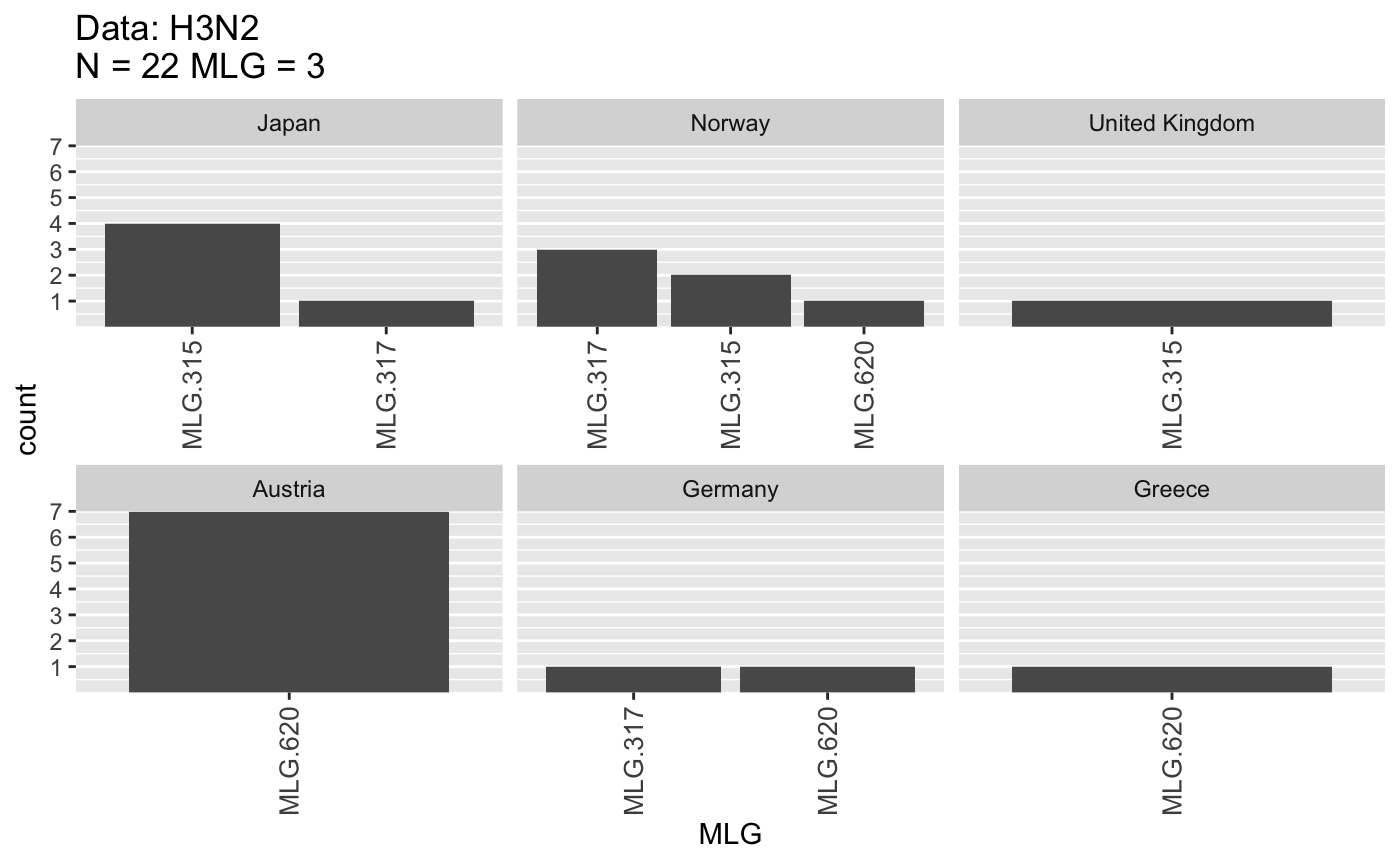 Data: H3N2
N = 22 MLG = 3
Japan
Norway
United Kingdom
7
6
5
4
3
2
1
MLG.315
MLG.317
MLG.317
MLG.315
MLG.620
MLG.315
count
Austria
Germany
Greece
7
6
5
4
3
2
1
MLG.620
MLG.317
MLG.620
MLG.620
MLG